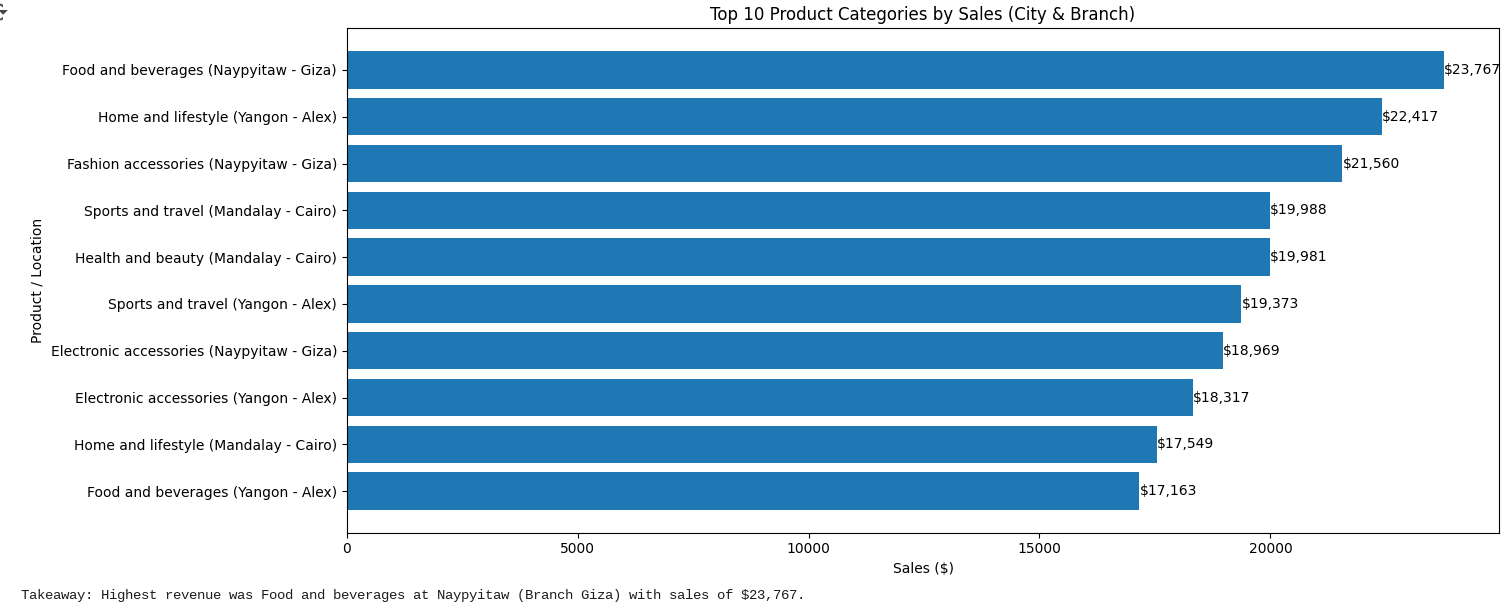 Top 10 Product Categories by Sales (City & Branch)
Product / Location
Food and beverages (Naypyitaw - Giza) $23,767
Home and lifestyle (Yangon - Alex) $22,417
Fashion accessories (Naypyitaw - Giza) $21,560
Sports and travel (Mandalay - Cairo) $19,988
Health and beauty (Mandalay - Cairo) $19,981
Sports and travel (Yangon - Alex) $19,373
Electronic accessories (Naypyitaw - Giza) $18,969
Electronic accessories (Yangon - Alex) $18,317
Home and lifestyle (Mandalay - Cairo) $17,549
Food and beverages (Yangon - Alex) $17,163
0 5000 10000 15000 20000
Sales ($)
Takeaway: Highest revenue was Food and beverages at Naypyitaw (Branch Giza) with sales of $23,767.